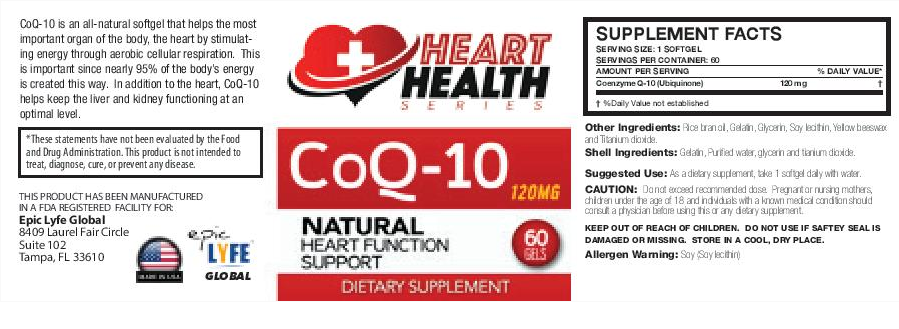 CoQ-10 is an all-natural softgel that helps the most
important organ of the body, the heart by stimulat-
ing energy through aerobic cellular respiration. This
is important since nearly 95% of the body's energy
is created this way. In addition to the heart, CoQ-10
helps keep the liver and kidney functioning at an
optimal level.
*These statements have not been evaluated by the Food
and Drug Administration. This product is not intended to
treat, diagnose, cure, or prevent any disease.
THIS PRODUCT HAS BEEN MANUFACTURED
IN A FDA REGISTERED FACILITY FOR:
Epic Lyfe Global
8409 Laurel Fair Circle
Suite 102
Tampa, FL 33610
MADE IN USA
epic
LYFE
GLOBAL
HEART
HEALTH
SERIES
CoQ-10
120MG
NATURAL
HEART FUNCTION
SUPPORT
60
GELS
DIETARY SUPPLEMENT
SUPPLEMENT FACTS
SERVING SIZE: 1 SOFTGEL
SERVINGS PER CONTAINER: 60
AMOUNT PER SERVING % DAILY VALUE*
Coenzyme Q-10 (Ubiquinone) 120 mg †
† %Daily Value not established
Other Ingredients: Rice bran oil, Gelatin, Glycerin, Soy lecithin, Yellow beeswax
and Titanium dioxide.
Shell Ingredients: Gelatin, Purified water, glycerin and tianium dioxide.
Suggested Use: As a dietary supplement, take 1 softgel daily with water.
CAUTION: Do not exceed recommended dose. Pregnant or nursing mothers,
children under the age of 18 and individuals with a known medical condition should
consult a physician before using this or any dietary supplement.
KEEP OUT OF REACH OF CHILDREN. DO NOT USE IF SAFTEY SEAL IS
DAMAGED OR MISSING. STORE IN A COOL, DRY PLACE.
Allergen Warning: Soy (Soy lecithin)